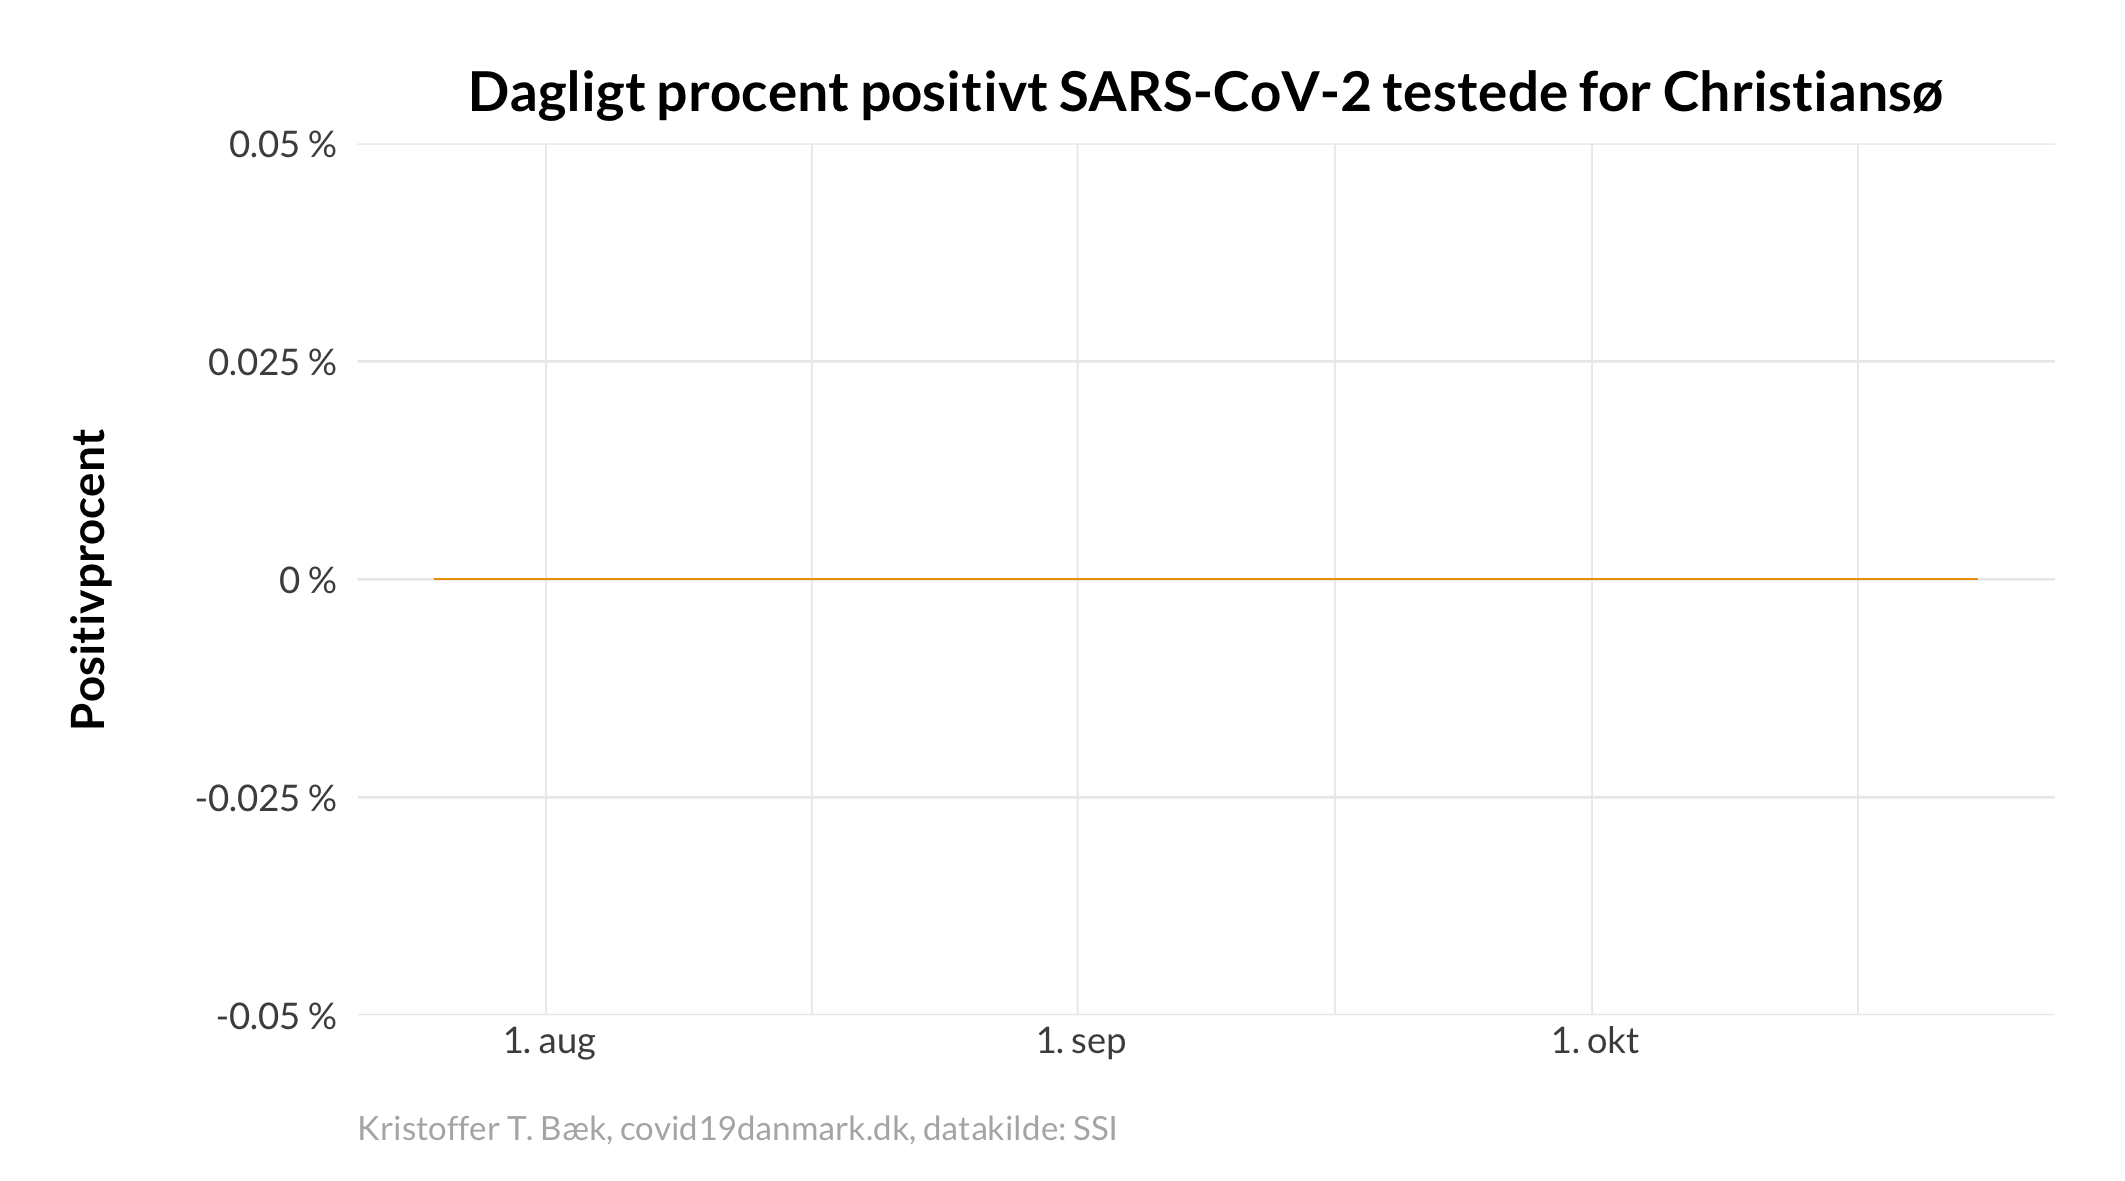 Dagligt procent positivt SARS-CoV-2 testede for Christiansø
Positivprocent
0.05 %
0.025 %
0 %
-0.025 %
-0.05 %
1. aug
1. sep
1. okt
Kristoffer T. Bæk, covid19danmark.dk, datakilde: SSI